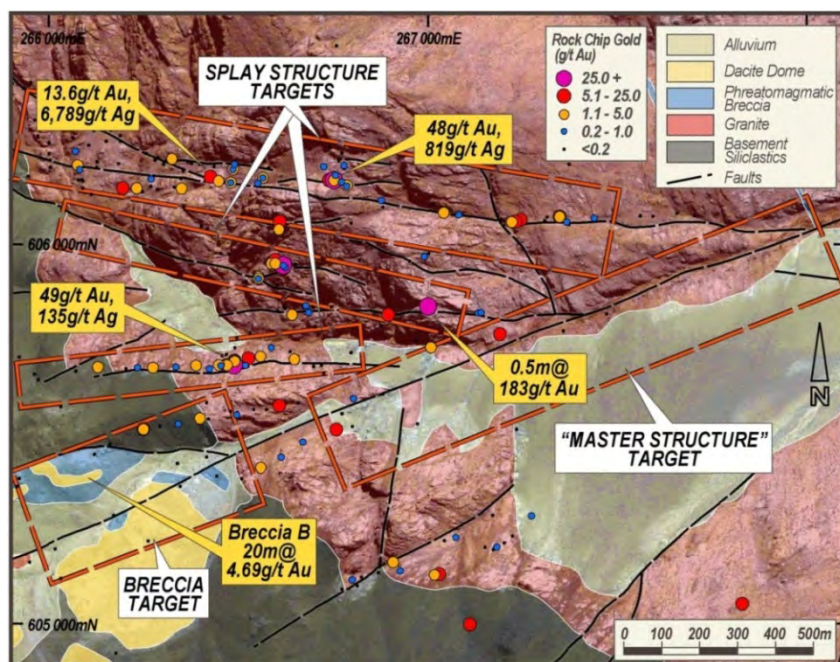 266 000mE
267 000mE
SPLAY STRUCTURE
TARGETS
13.6g/t Au,
6,789g/t Ag
48g/t Au,
819g/t Ag
Rock Chip Gold
(g/t Au)
25.0 +
5.1 - 25.0
1.1 - 5.0
0.2 - 1.0
<0.2
Alluvium
Dacite Dome
Phreatomagmatic
Breccia
Granite
Basement
Siliclastics
Faults
606 000mN
49g/t Au,
135g/t Ag
0.5m@
183g/t Au
N
"MASTER STRUCTURE"
TARGET
Breccia B
20m@
4.69g/t Au
BRECCIA
TARGET
605 000mN
0 100 200 300 400 500m